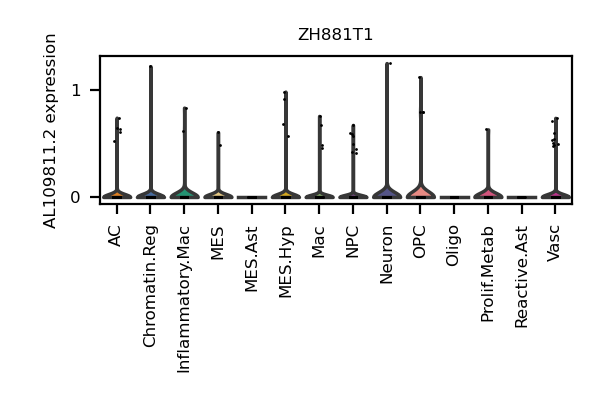 ZH881T1
AL109811.2 expression
1
0
AC
Chromatin.Reg
Inflammatory.Mac
MES
MES.Ast
MES.Hyp
Mac
NPC
Neuron
OPC
Oligo
Prolif.Metab
Reactive.Ast
Vasc